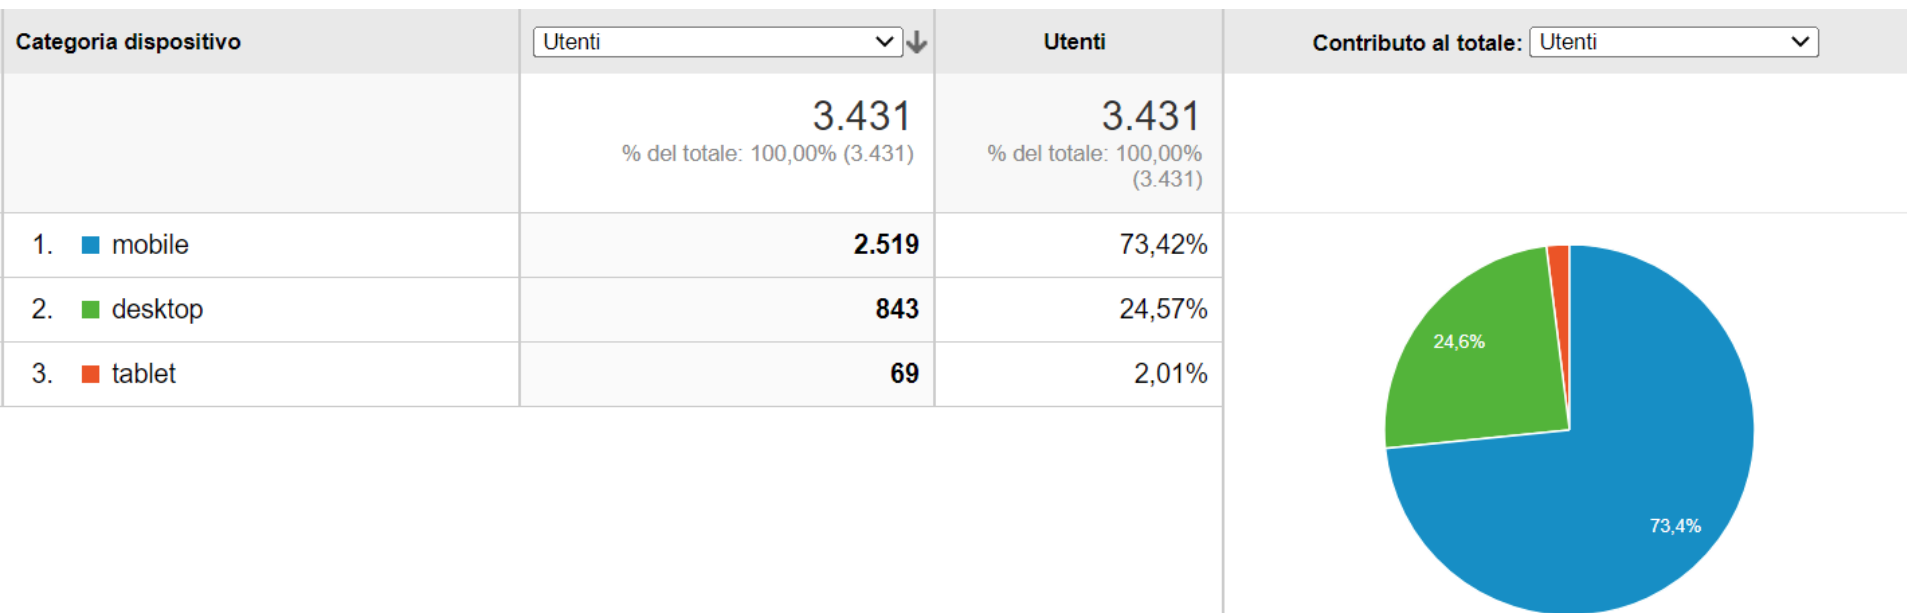 Categoria dispositivo
Utenti
Utenti
Contributo al totale: Utenti
3.431
% del totale: 100,00% (3.431)
3.431
% del totale: 100,00%
(3.431)
1. mobile 2.519 73,42%
2. desktop 843 24,57%
3. tablet 69 2,01%
24,6%
73,4%